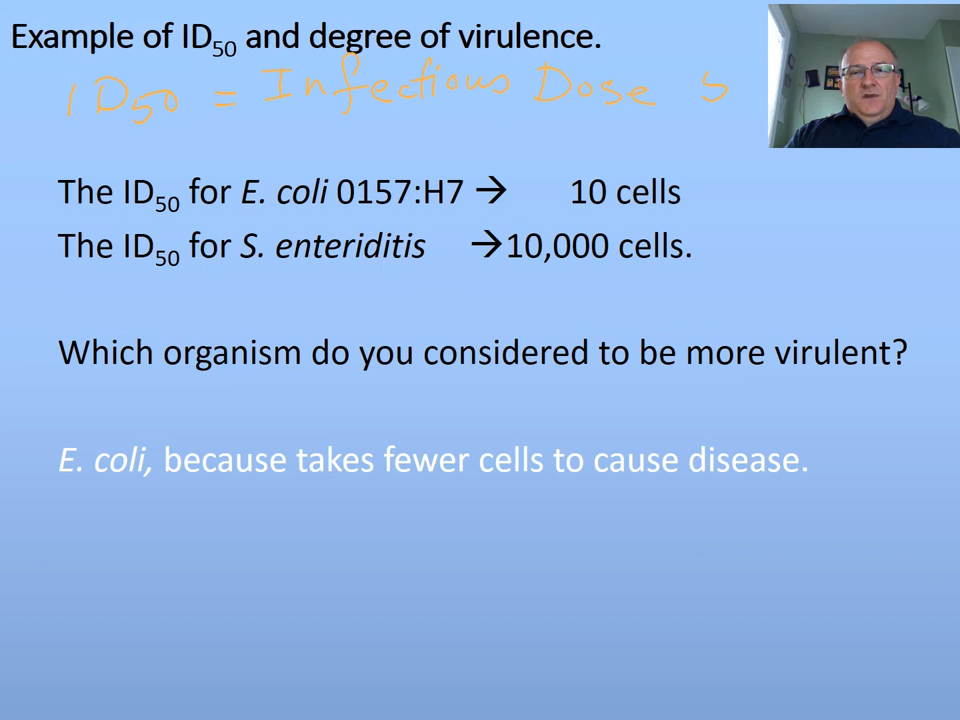 Example of ID50 and degree of virulence.
ID50 = Infectious Dose 5
The ID50 for E. coli 0157:H7 → 10 cells
The ID50 for S. enteriditis →10,000 cells.
Which organism do you considered to be more virulent?
E. coli, because takes fewer cells to cause disease.